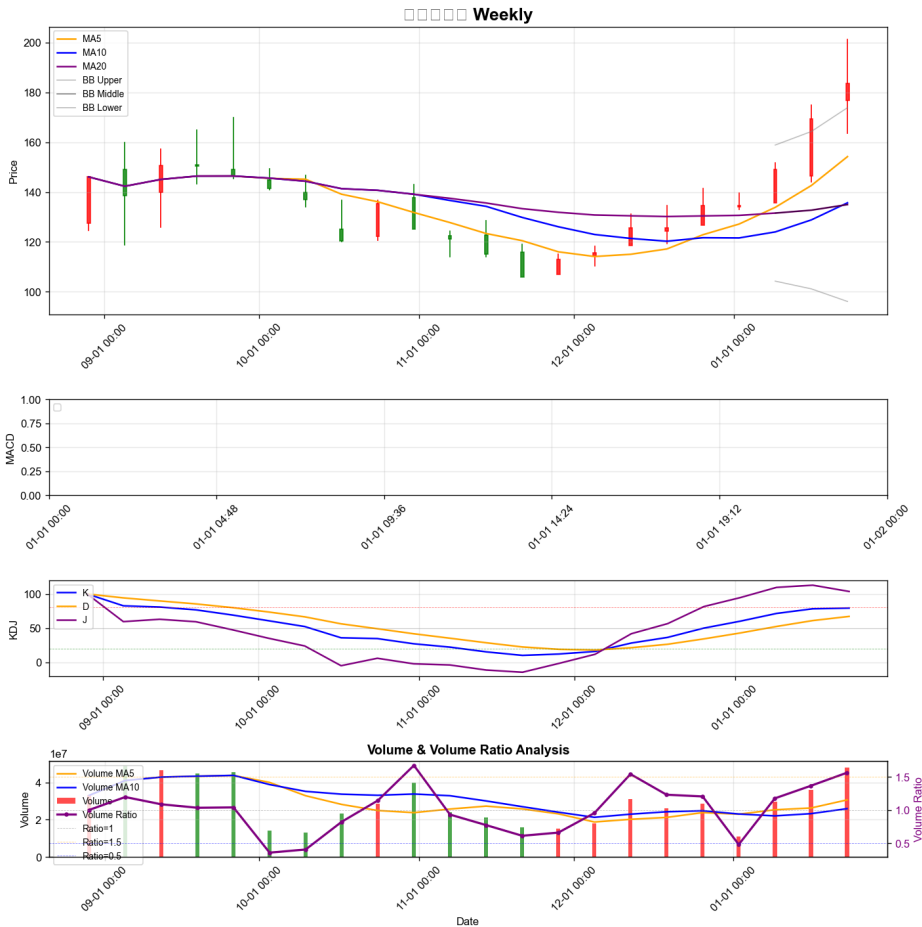 Weekly
MA5
MA10
MA20
BB Upper
BB Middle
BB Lower
Price
200
180
160
140
120
100
09-01 00:00
10-01 00:00
11-01 00:00
12-01 00:00
01-01 00:00
MACD
1.00
0.75
0.50
0.25
0.00
01-01 00:00
01-01 04:48
01-01 09:36
01-01 14:24
01-01 19:12
01-02 00:00
KDJ
K
D
J
100
50
0
09-01 00:00
10-01 00:00
11-01 00:00
12-01 00:00
01-01 00:00
Volume & Volume Ratio Analysis
1e7
Volume MA5
Volume MA10
Volume
Volume Ratio
Ratio=1
Ratio=1.5
Ratio=0.5
Volume
4
2
0
1.5
1.0
0.5
Volume Ratio
09-01 00:00
10-01 00:00
11-01 00:00
12-01 00:00
01-01 00:00
Date